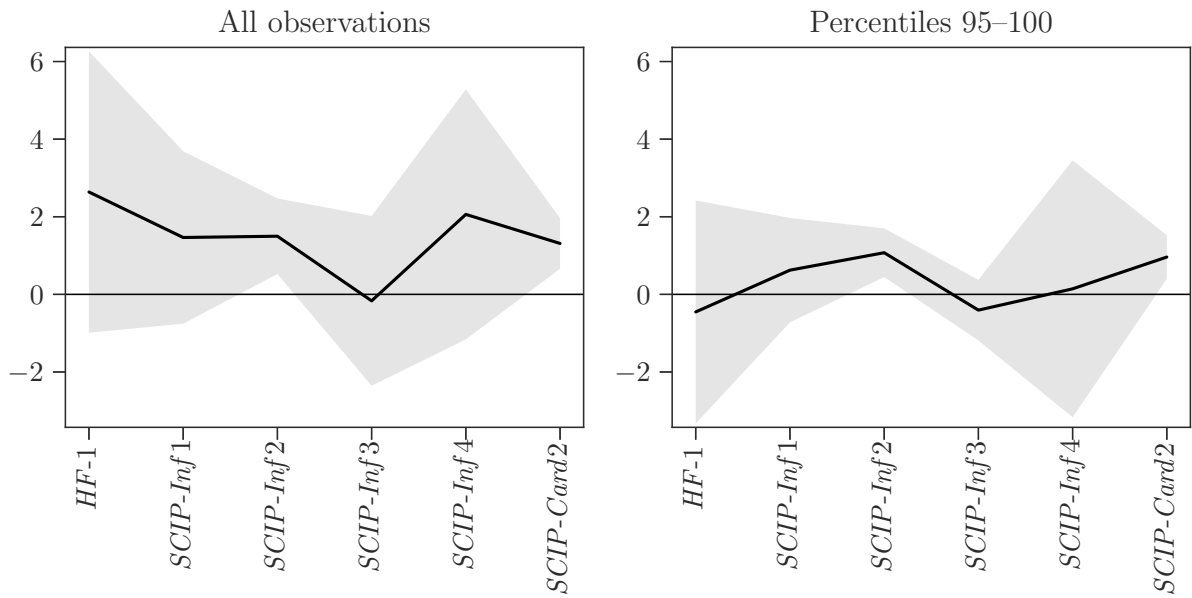 All observations
6
4
2
0
−2
HF-1
SCIP-Inf1
SCIP-Inf2
SCIP-Inf3
SCIP-Inf4
SCIP-Card2
Percentiles 95–100
6
4
2
0
−2
HF-1
SCIP-Inf1
SCIP-Inf2
SCIP-Inf3
SCIP-Inf4
SCIP-Card2